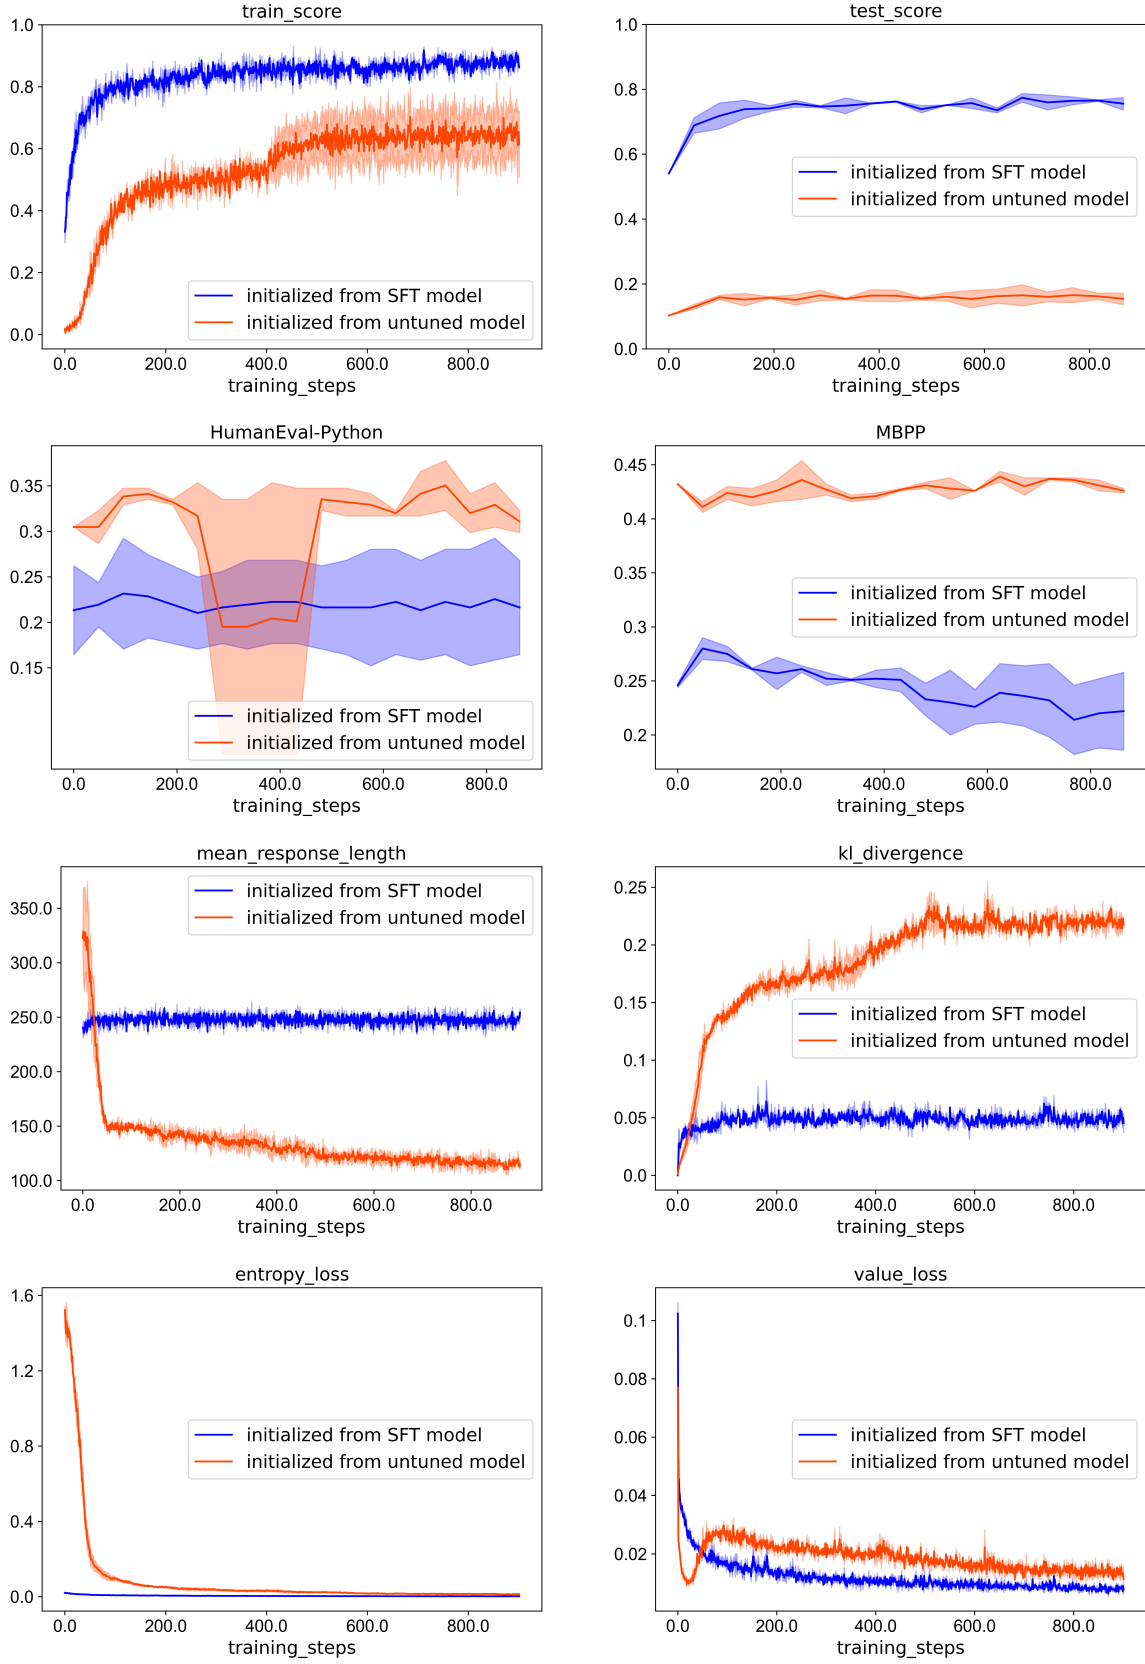 train_score
1.0
0.8
0.6
0.4
0.2
0.0
initialized from SFT model
initialized from untuned model
0.0 200.0 400.0 600.0 800.0
training_steps
test_score
1.0
0.8
0.6
0.4
0.2
0.0
initialized from SFT model
initialized from untuned model
0.0 200.0 400.0 600.0 800.0
training_steps
HumanEval-Python
0.35
0.3
0.25
0.2
0.15
initialized from SFT model
initialized from untuned model
0.0 200.0 400.0 600.0 800.0
training_steps
MBPP
0.45
0.4
0.35
0.3
0.25
0.2
initialized from SFT model
initialized from untuned model
0.0 200.0 400.0 600.0 800.0
training_steps
mean_response_length
350.0
300.0
250.0
200.0
150.0
100.0
initialized from SFT model
initialized from untuned model
0.0 200.0 400.0 600.0 800.0
training_steps
kl_divergence
0.25
0.2
0.15
0.1
0.05
0.0
initialized from SFT model
initialized from untuned model
0.0 200.0 400.0 600.0 800.0
training_steps
entropy_loss
1.6
1.2
0.8
0.4
0.0
initialized from SFT model
initialized from untuned model
0.0 200.0 400.0 600.0 800.0
training_steps
value_loss
0.1
0.08
0.06
0.04
0.02
initialized from SFT model
initialized from untuned model
0.0 200.0 400.0 600.0 800.0
training_steps